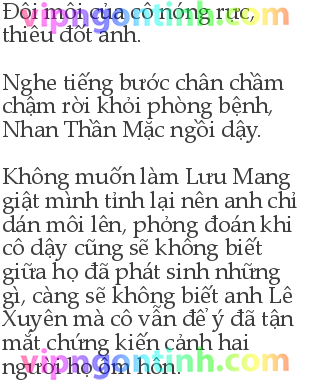 Đôi môi của cô nóng rực,
thiêu đốt anh.
Nghe tiếng bước chân chầm
chậm rời khỏi phòng bệnh,
Nhan Thần Mặc ngồi dậy.
Không muốn làm Lưu Mang
giật mình tỉnh lại nên anh chỉ
dán môi lên, phỏng đoán khi
cô dậy cũng sẽ không biết
giữa họ đã phát sinh những
gì, càng sẽ không biết anh Lê
Xuyên mà cô vẫn để ý đã tận
mắt chứng kiến cảnh hai
người họ ôm hôn.
vipngontinh.com
vipngontinh.com